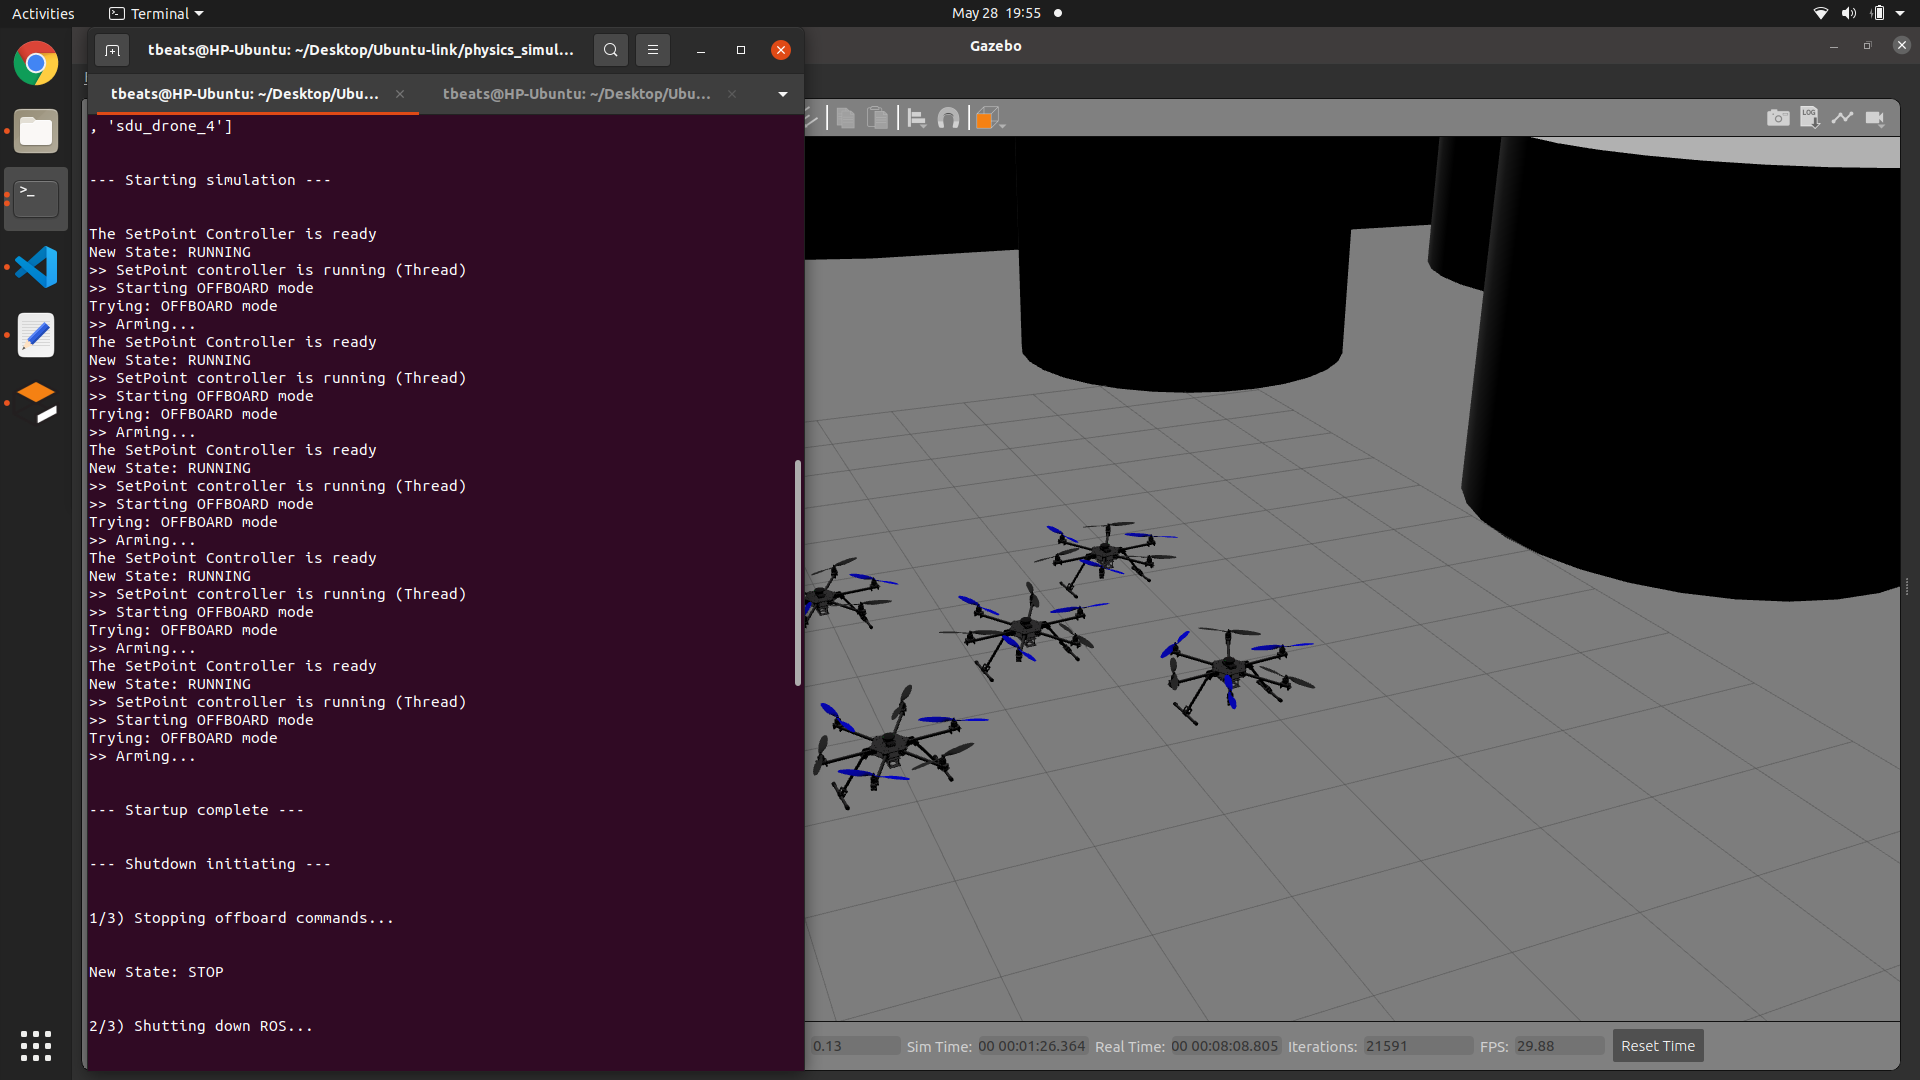 Activities
Terminal
May 28 19:55
tbeats@HP-Ubuntu: ~/Desktop/Ubuntu-link/physics_simul...
Gazebo
tbeats@HP-Ubuntu: ~/Desktop/Ubu...
tbeats@HP-Ubuntu: ~/Desktop/Ubu...
LOG
, 'sdu_drone_4']
--- Starting simulation ---
The SetPoint Controller is ready
New State: RUNNING
>> SetPoint controller is running (Thread)
>> Starting OFFBOARD mode
Trying: OFFBOARD mode
>> Arming...
The SetPoint Controller is ready
New State: RUNNING
>> SetPoint controller is running (Thread)
>> Starting OFFBOARD mode
Trying: OFFBOARD mode
>> Arming...
The SetPoint Controller is ready
New State: RUNNING
>> SetPoint controller is running (Thread)
>> Starting OFFBOARD mode
Trying: OFFBOARD mode
>> Arming...
The SetPoint Controller is ready
New State: RUNNING
>> SetPoint controller is running (Thread)
>> Starting OFFBOARD mode
Trying: OFFBOARD mode
>> Arming...
The SetPoint Controller is ready
New State: RUNNING
>> SetPoint controller is running (Thread)
>> Starting OFFBOARD mode
Trying: OFFBOARD mode
>> Arming...
--- Startup complete ---
--- Shutdown initiating ---
1/3) Stopping offboard commands...
New State: STOP
2/3) Shutting down ROS...
0.13 Sim Time: 00 00:01:26.364 Real Time: 00 00:08:08.805 Iterations: 21591 FPS: 29.88 Reset Time